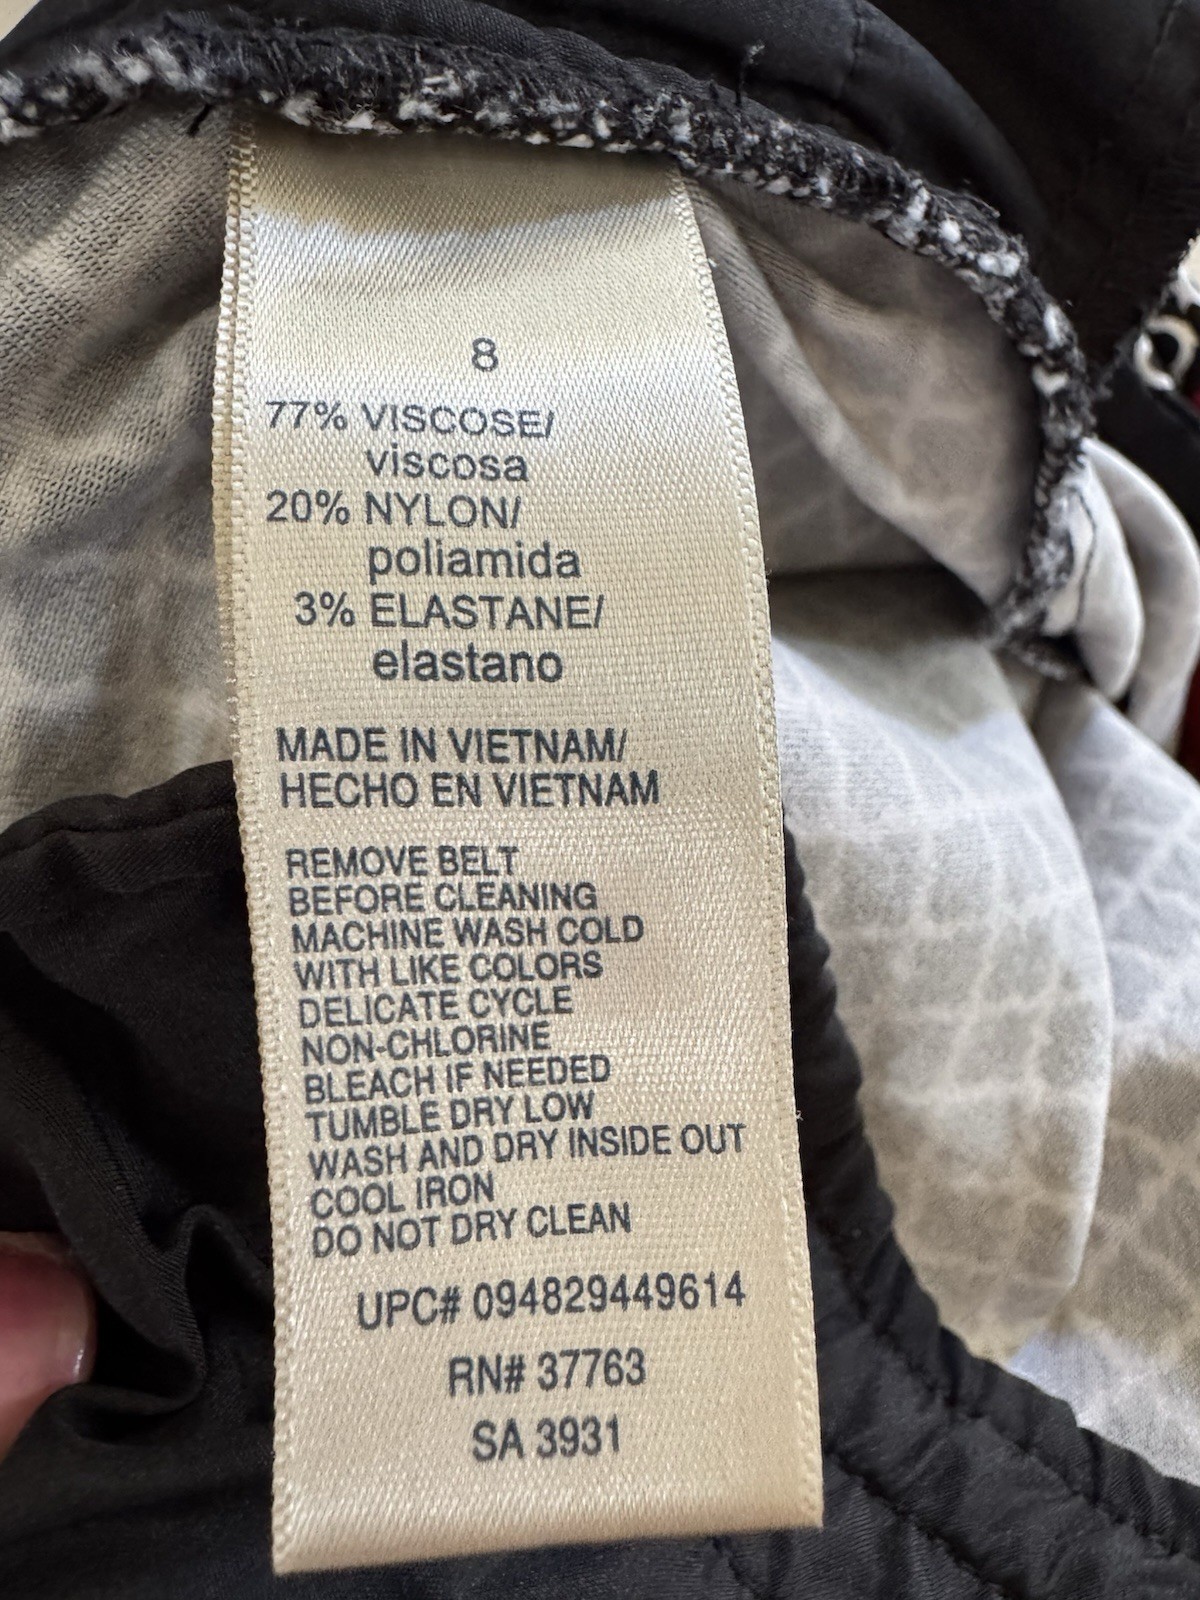 8
77% VISCOSE/
viscosa
20% NYLON/
poliamida
3% ELASTANE/
elastano
MADE IN VIETNAM/
HECHO EN VIETNAM
REMOVE BELT
BEFORE CLEANING
MACHINE WASH COLD
WITH LIKE COLORS
DELICATE CYCLE
NON-CHLORINE
BLEACH IF NEEDED
TUMBLE DRY LOW
WASH AND DRY INSIDE OUT
COOL IRON
DO NOT DRY CLEAN
UPC# 094829449614
RN# 37763
SA 3931